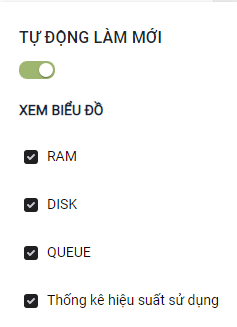 TỰ ĐỘNG LÀM MỚI
XEM BIỂU ĐỒ
RAM
DISK
QUEUE
Thống kê hiệu suất sử dụng